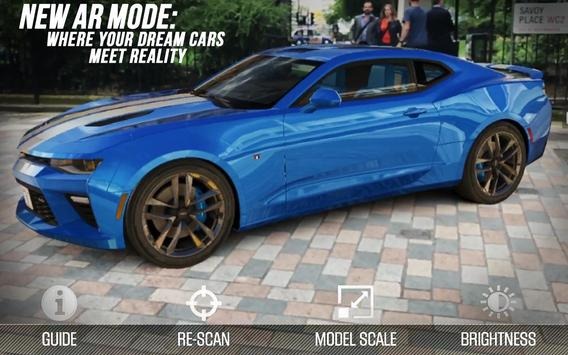 NEW AR MODE:
WHERE YOUR DREAM CARS
MEET REALITY
SAVOY
PLACE WC2
GUIDE
RE-SCAN
MODEL SCALE
BRIGHTNESS